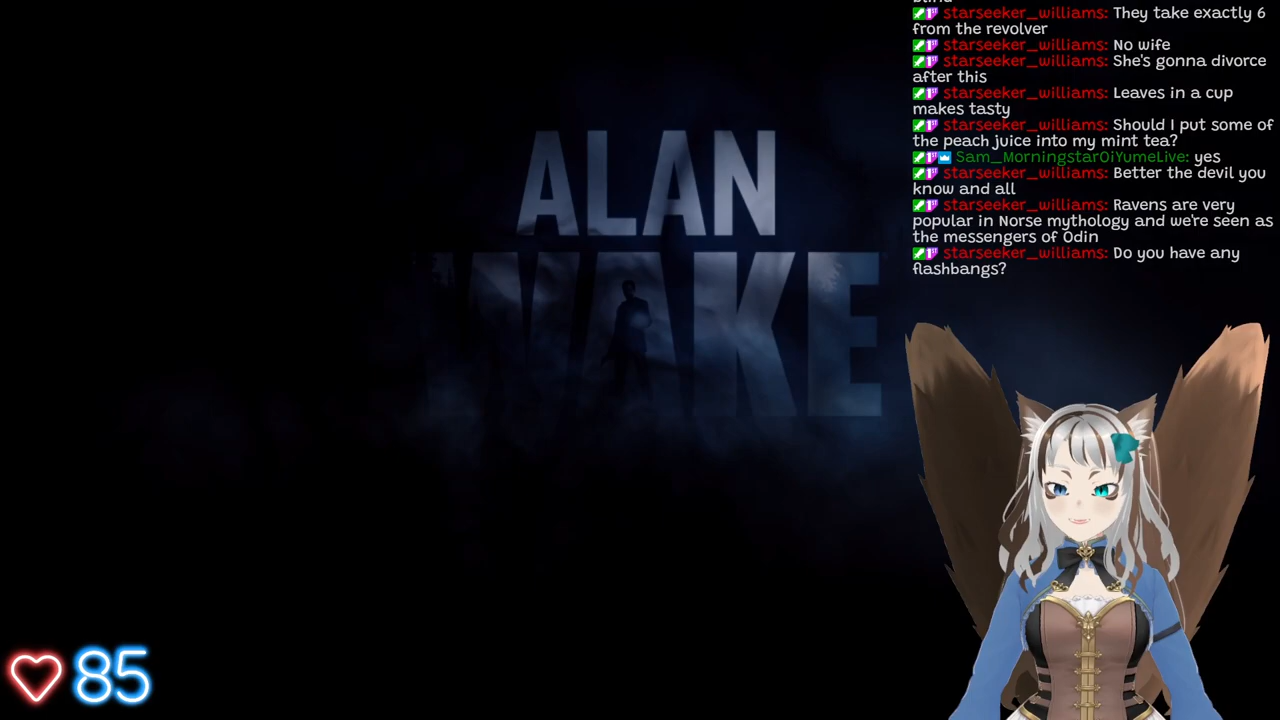 ALAN
WAKE
blind
starseeker_williams: They take exactly 6
from the revolver
starseeker_williams: No wife
starseeker_williams: She's gonna divorce
after this
starseeker_williams: Leaves in a cup
makes tasty
starseeker_williams: Should I put some of
the peach juice into my mint tea?
Sam_MorningstarOiYumeLive: yes
starseeker_williams: Better the devil you
know and all
starseeker_williams: Ravens are very
popular in Norse mythology and we're seen as
the messengers of Odin
starseeker_williams: Do you have any
flashbangs?
85